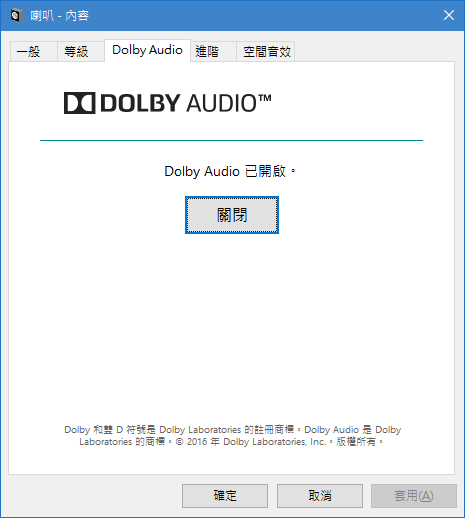 喇叭 - 內容
一般 等級 Dolby Audio 進階 空間音效
DOLBY AUDIO™
Dolby Audio 已開啟。
關閉
Dolby 和雙 D 符號是 Dolby Laboratories 的註冊商標。Dolby Audio 是 Dolby
Laboratories 的商標。© 2016 年 Dolby Laboratories, Inc.。版權所有。
確定 取消 套用(A)